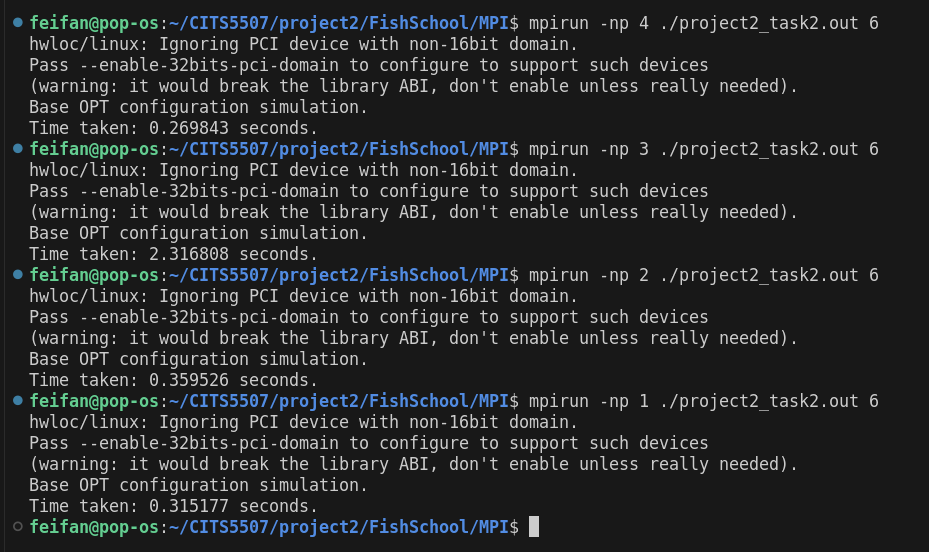 feifan@pop-os:~/CITS5507/project2/FishSchool/MPI$ mpirun -np 4 ./project2_task2.out 6
hwloc/linux: Ignoring PCI device with non-16bit domain.
Pass --enable-32bits-pci-domain to configure to support such devices
(warning: it would break the library ABI, don't enable unless really needed).
Base OPT configuration simulation.
Time taken: 0.269843 seconds.
feifan@pop-os:~/CITS5507/project2/FishSchool/MPI$ mpirun -np 3 ./project2_task2.out 6
hwloc/linux: Ignoring PCI device with non-16bit domain.
Pass --enable-32bits-pci-domain to configure to support such devices
(warning: it would break the library ABI, don't enable unless really needed).
Base OPT configuration simulation.
Time taken: 2.316808 seconds.
feifan@pop-os:~/CITS5507/project2/FishSchool/MPI$ mpirun -np 2 ./project2_task2.out 6
hwloc/linux: Ignoring PCI device with non-16bit domain.
Pass --enable-32bits-pci-domain to configure to support such devices
(warning: it would break the library ABI, don't enable unless really needed).
Base OPT configuration simulation.
Time taken: 0.359526 seconds.
feifan@pop-os:~/CITS5507/project2/FishSchool/MPI$ mpirun -np 1 ./project2_task2.out 6
hwloc/linux: Ignoring PCI device with non-16bit domain.
Pass --enable-32bits-pci-domain to configure to support such devices
(warning: it would break the library ABI, don't enable unless really needed).
Base OPT configuration simulation.
Time taken: 0.315177 seconds.
feifan@pop-os:~/CITS5507/project2/FishSchool/MPI$